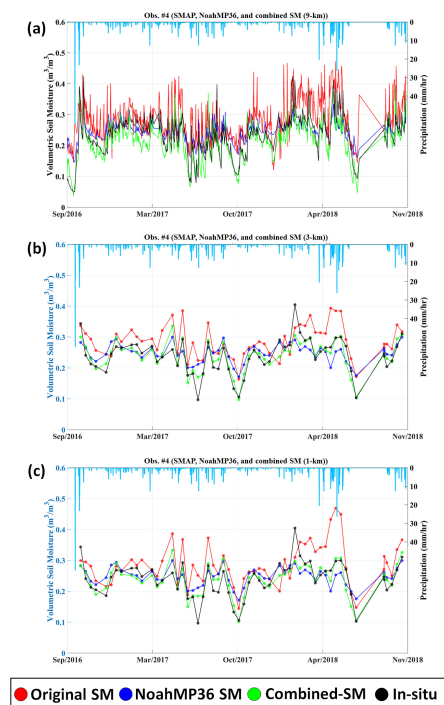 Obs. #4 (SMAP, NoahMP36, and combined SM (9-km))
(a)
Volumetric Soil Moisture (m³/m³)
0.6
0.5
0.4
0.3
0.2
0.1
0
Sep/2016
Mar/2017
Oct/2017
Apr/2018
Nov/2018
0
10
20
30
40
Precipitation (mm/hr)
Obs. #4 (SMAP, NoahMP36, and combined SM (3-km))
(b)
Volumetric Soil Moisture (m³/m³)
0.6
0.5
0.4
0.3
0.2
0.1
0
Sep/2016
Mar/2017
Oct/2017
Apr/2018
Nov/2018
0
10
20
30
40
Precipitation (mm/hr)
Obs. #4 (SMAP, NoahMP36, and combined SM (1-km))
(c)
Volumetric Soil Moisture (m³/m³)
0.6
0.5
0.4
0.3
0.2
0.1
0
Sep/2016
Mar/2017
Oct/2017
Apr/2018
Nov/2018
0
10
20
30
40
Precipitation (mm/hr)
Original SM NoahMP36 SM Combined-SM In-situ